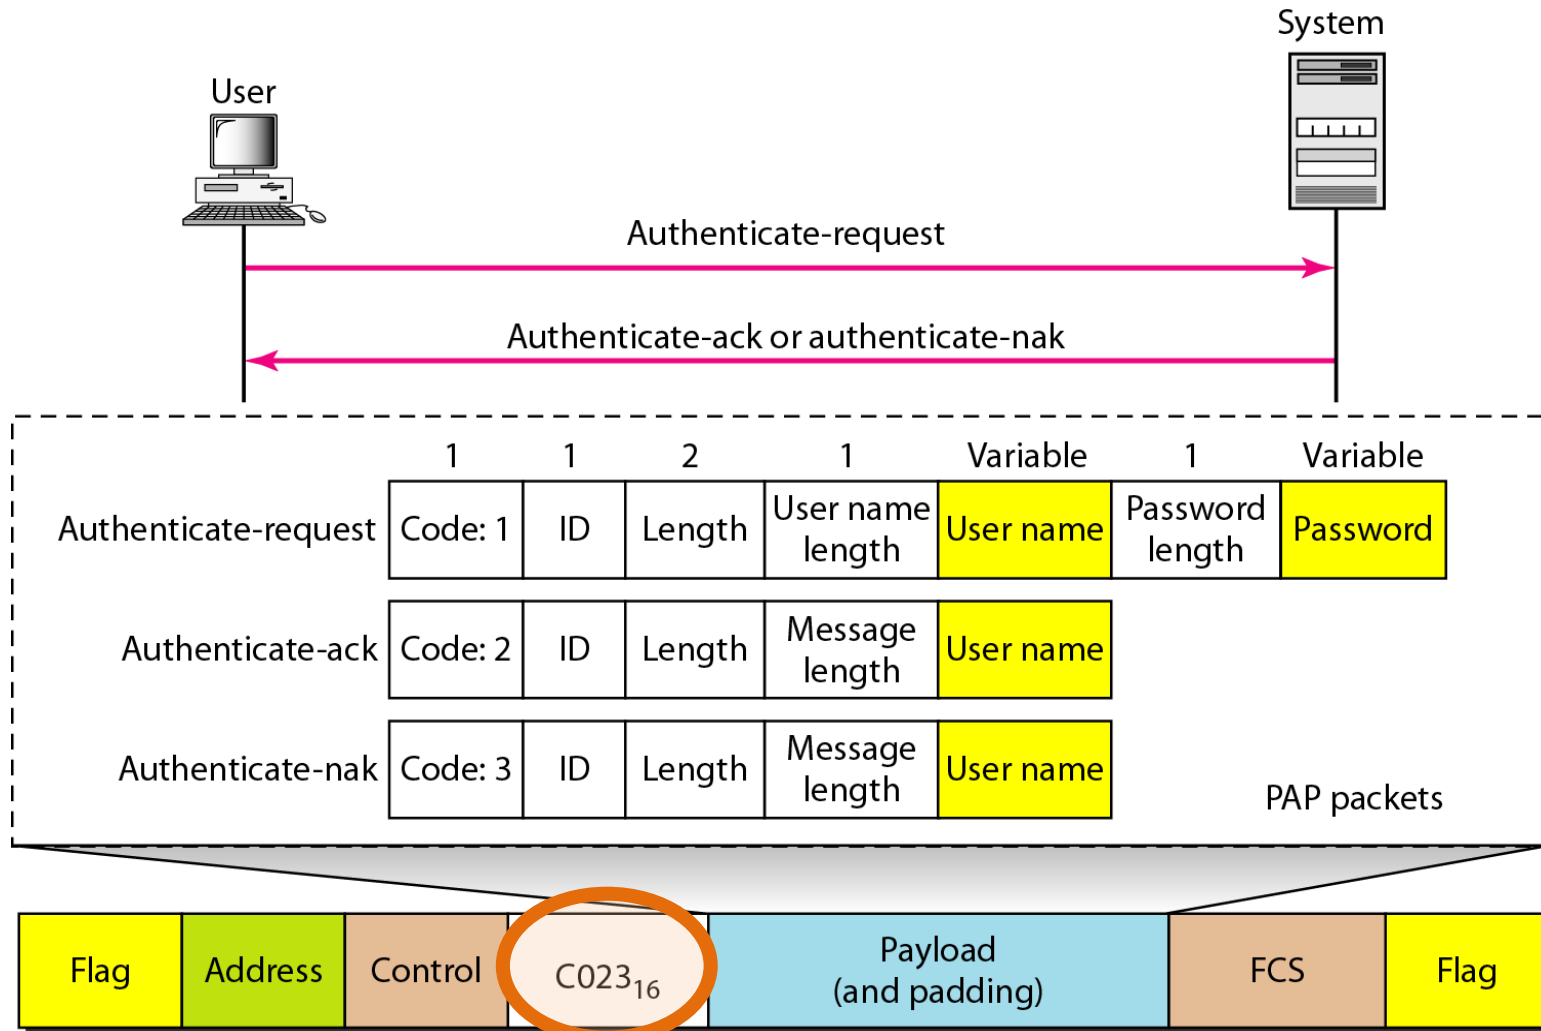 System
User
Authenticate-request
Authenticate-ack or authenticate-nak
1 1 2 1 Variable 1 Variable
Authenticate-request Code: 1 ID Length User name length User name Password length Password
Authenticate-ack Code: 2 ID Length Message length User name
Authenticate-nak Code: 3 ID Length Message length User name
PAP packets
Flag Address Control C023₁₆ Payload (and padding) FCS Flag